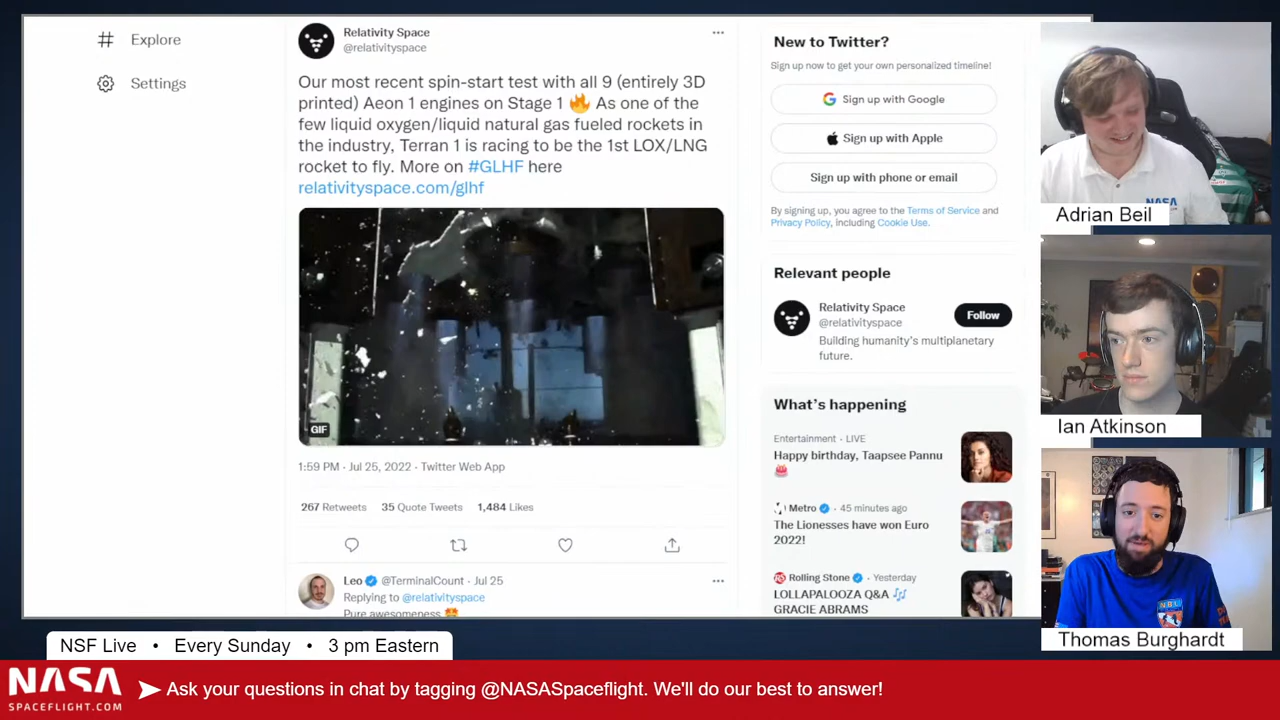 Explore
Settings
Relativity Space
@relativityspace
Our most recent spin-start test with all 9 (entirely 3D
printed) Aeon 1 engines on Stage 1 🔥 As one of the
few liquid oxygen/liquid natural gas fueled rockets in
the industry, Terran 1 is racing to be the 1st LOX/LNG
rocket to fly. More on #GLHF here
relativityspace.com/glhf
GIF
1:59 PM · Jul 25, 2022 · Twitter Web App
267 Retweets 35 Quote Tweets 1,484 Likes
Leo @TerminalCount · Jul 25
Replying to @relativityspace
Pure awesomeness 🤩
New to Twitter?
Sign up now to get your own personalized timeline!
Sign up with Google
Sign up with Apple
Sign up with phone or email
By signing up, you agree to the Terms of Service and
Privacy Policy, including Cookie Use.
Relevant people
Relativity Space
@relativityspace
Follow
Building humanity's multiplanetary
future.
What's happening
Entertainment · LIVE
Happy birthday, Taapsee Pannu
🎂
Metro · 45 minutes ago
The Lionesses have won Euro
2022!
Rolling Stone · Yesterday
LOLLAPALOOZA Q&A 🎶
GRACIE ABRAMS
NASA
Adrian Beil
Ian Atkinson
NBL
Thomas Burghardt
NSF Live • Every Sunday • 3 pm Eastern
NASA
SPACEFLIGHT.COM
Ask your questions in chat by tagging @NASASpaceflight. We'll do our best to answer!